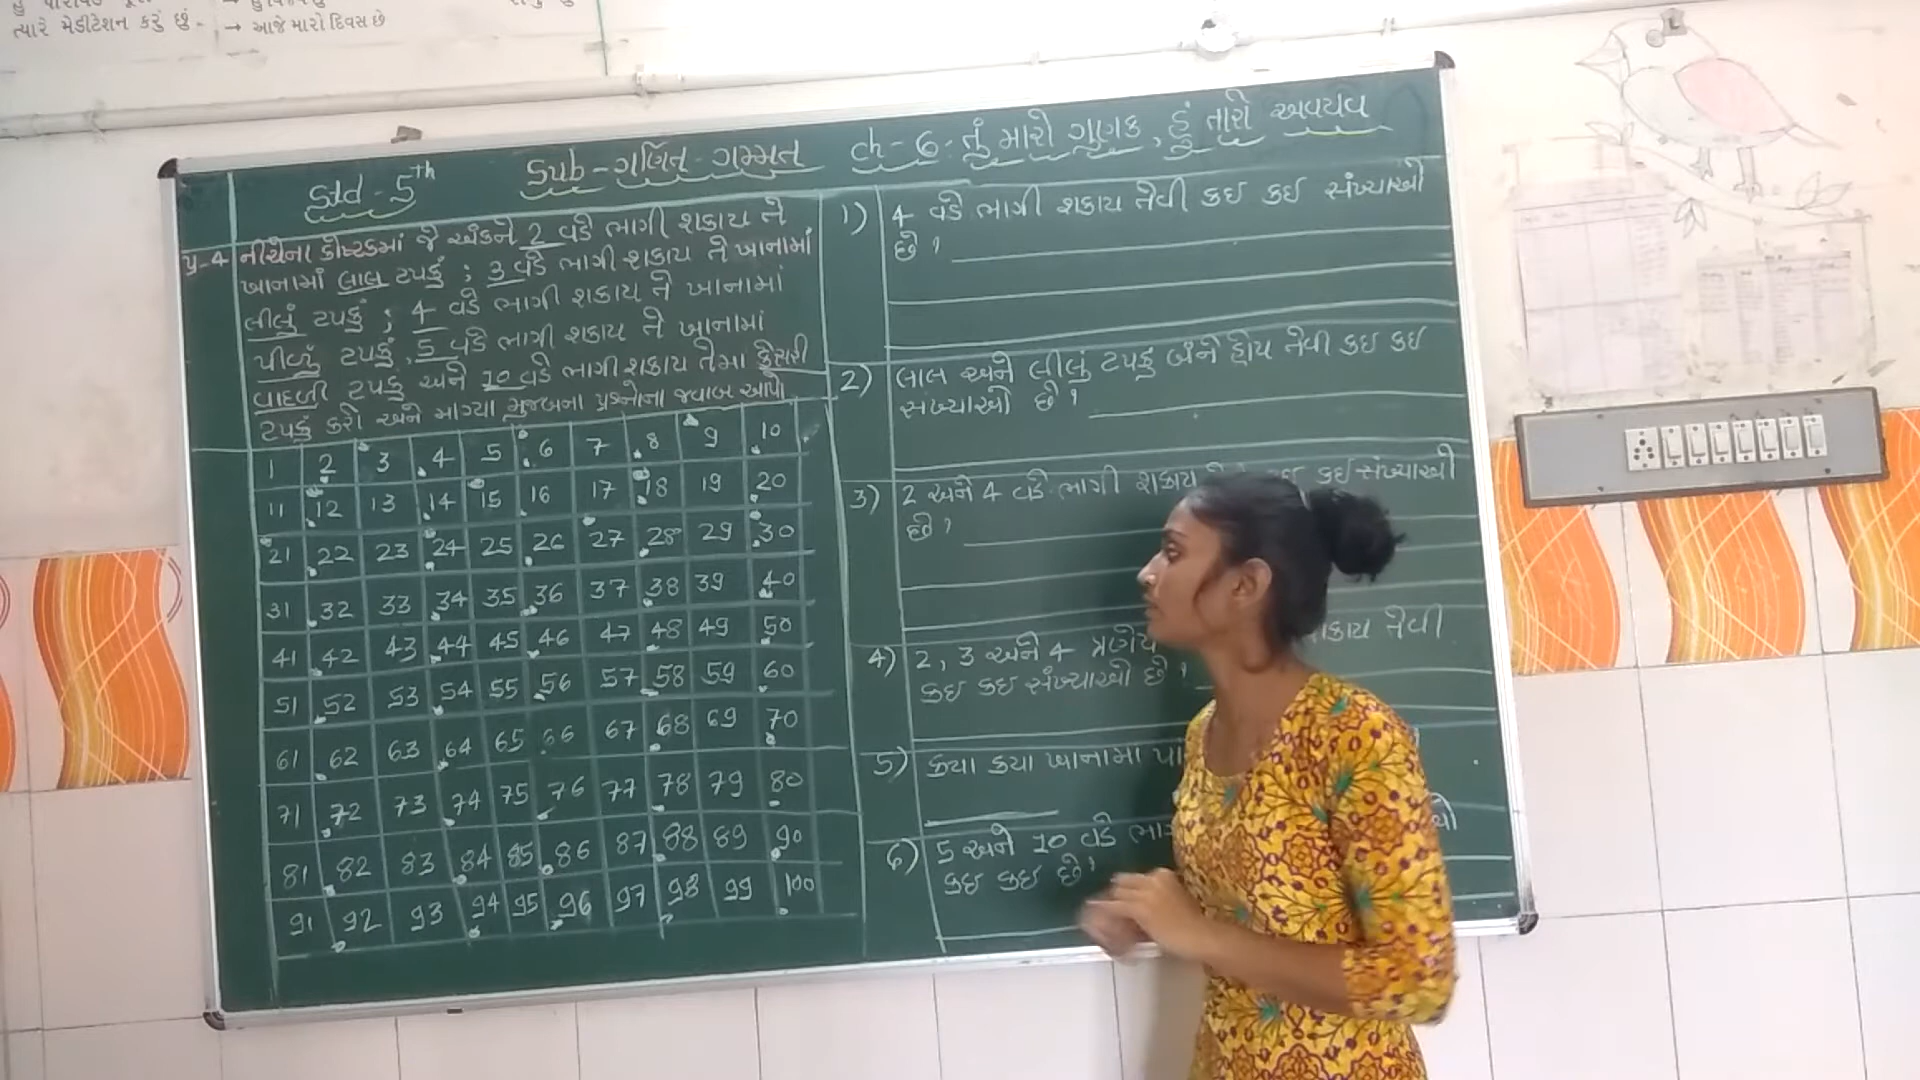 ત્યારે મેડીટેશન કરું છું.
→ આજે મારો દિવસ છે
Std - 5th Sub - ગણિત - ગમ્મત ch - 6 - તું મારો ગુણક, હું તારો અવયવ
પ્ર-4 નીચેના કોષ્ટકમાં જે અંકને 2 વડે ભાગી શકાય તે
ખાનામાં લાલ ટપકું ; 3 વડે ભાગી શકાય તે ખાનામાં
લીલું ટપકું ; 4 વડે ભાગી શકાય તે ખાનામાં
પીળું ટપકું, 5 વડે ભાગી શકાય તે ખાનામાં
વાદળી ટપકું અને 10 વડે ભાગી શકાય તેમા કેસરી
ટપકું કરો અને માગ્યા મુજબના પ્રશ્નોના જવાબ આપો
1 2 3 4 5 6 7 8 9 10
11 12 13 14 15 16 17 18 19 20
21 22 23 24 25 26 27 28 29 30
31 32 33 34 35 36 37 38 39 40
41 42 43 44 45 46 47 48 49 50
51 52 53 54 55 56 57 58 59 60
61 62 63 64 65 66 67 68 69 70
71 72 73 74 75 76 77 78 79 80
81 82 83 84 85 86 87 88 89 90
91 92 93 94 95 96 97 98 99 100
1) 4 વડે ભાગી શકાય તેવી કઇ કઈ સંખ્યાઓ
છે ?
2) લાલ અને લીલું ટપકું બંને હોય તેવી કઇ કઇ
સખ્યાઓ છે ?
3) 2 અને 4 વડે ભાગી શકાય કઇ સંખ્યાઓ
છે ?
4) 2, 3 અને 4 શકાય તેવી
કઇ કઇ સંખ્યાઓ છે ?
5) કયા કયા ખાનામા
6) 5 અને 10 વડે
કઇ કઇ છે ?